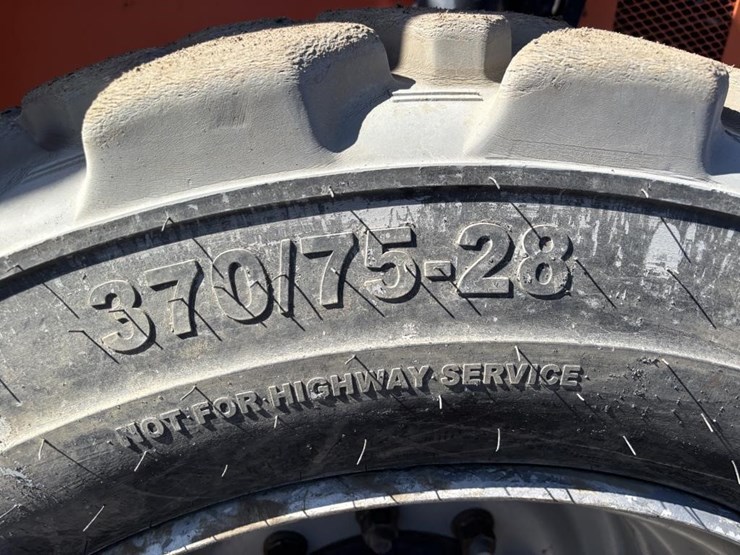 370/75-28
NOT FOR HIGHWAY SERVICE